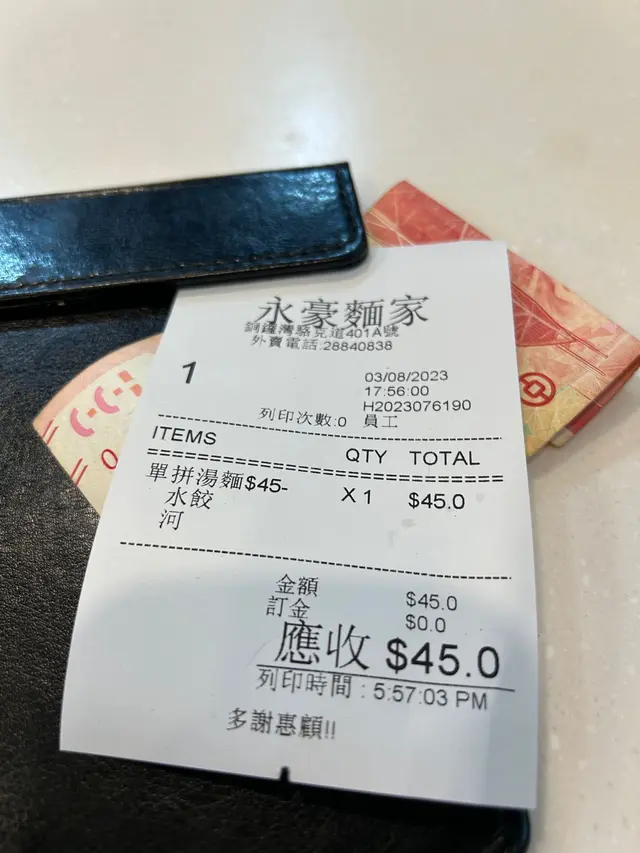 永豪麵家
銅鑼灣駱克道401A號
外賣電話:28840838
1
03/08/2023
17:56:00
H2023076190
列印次數:0 員工
ITEMS QTY TOTAL
單拼湯麵$45- X 1 $45.0
水餃
河
金額 $45.0
訂金 $0.0
應收 $45.0
列印時間 : 5:57:03 PM
多謝惠顧!!